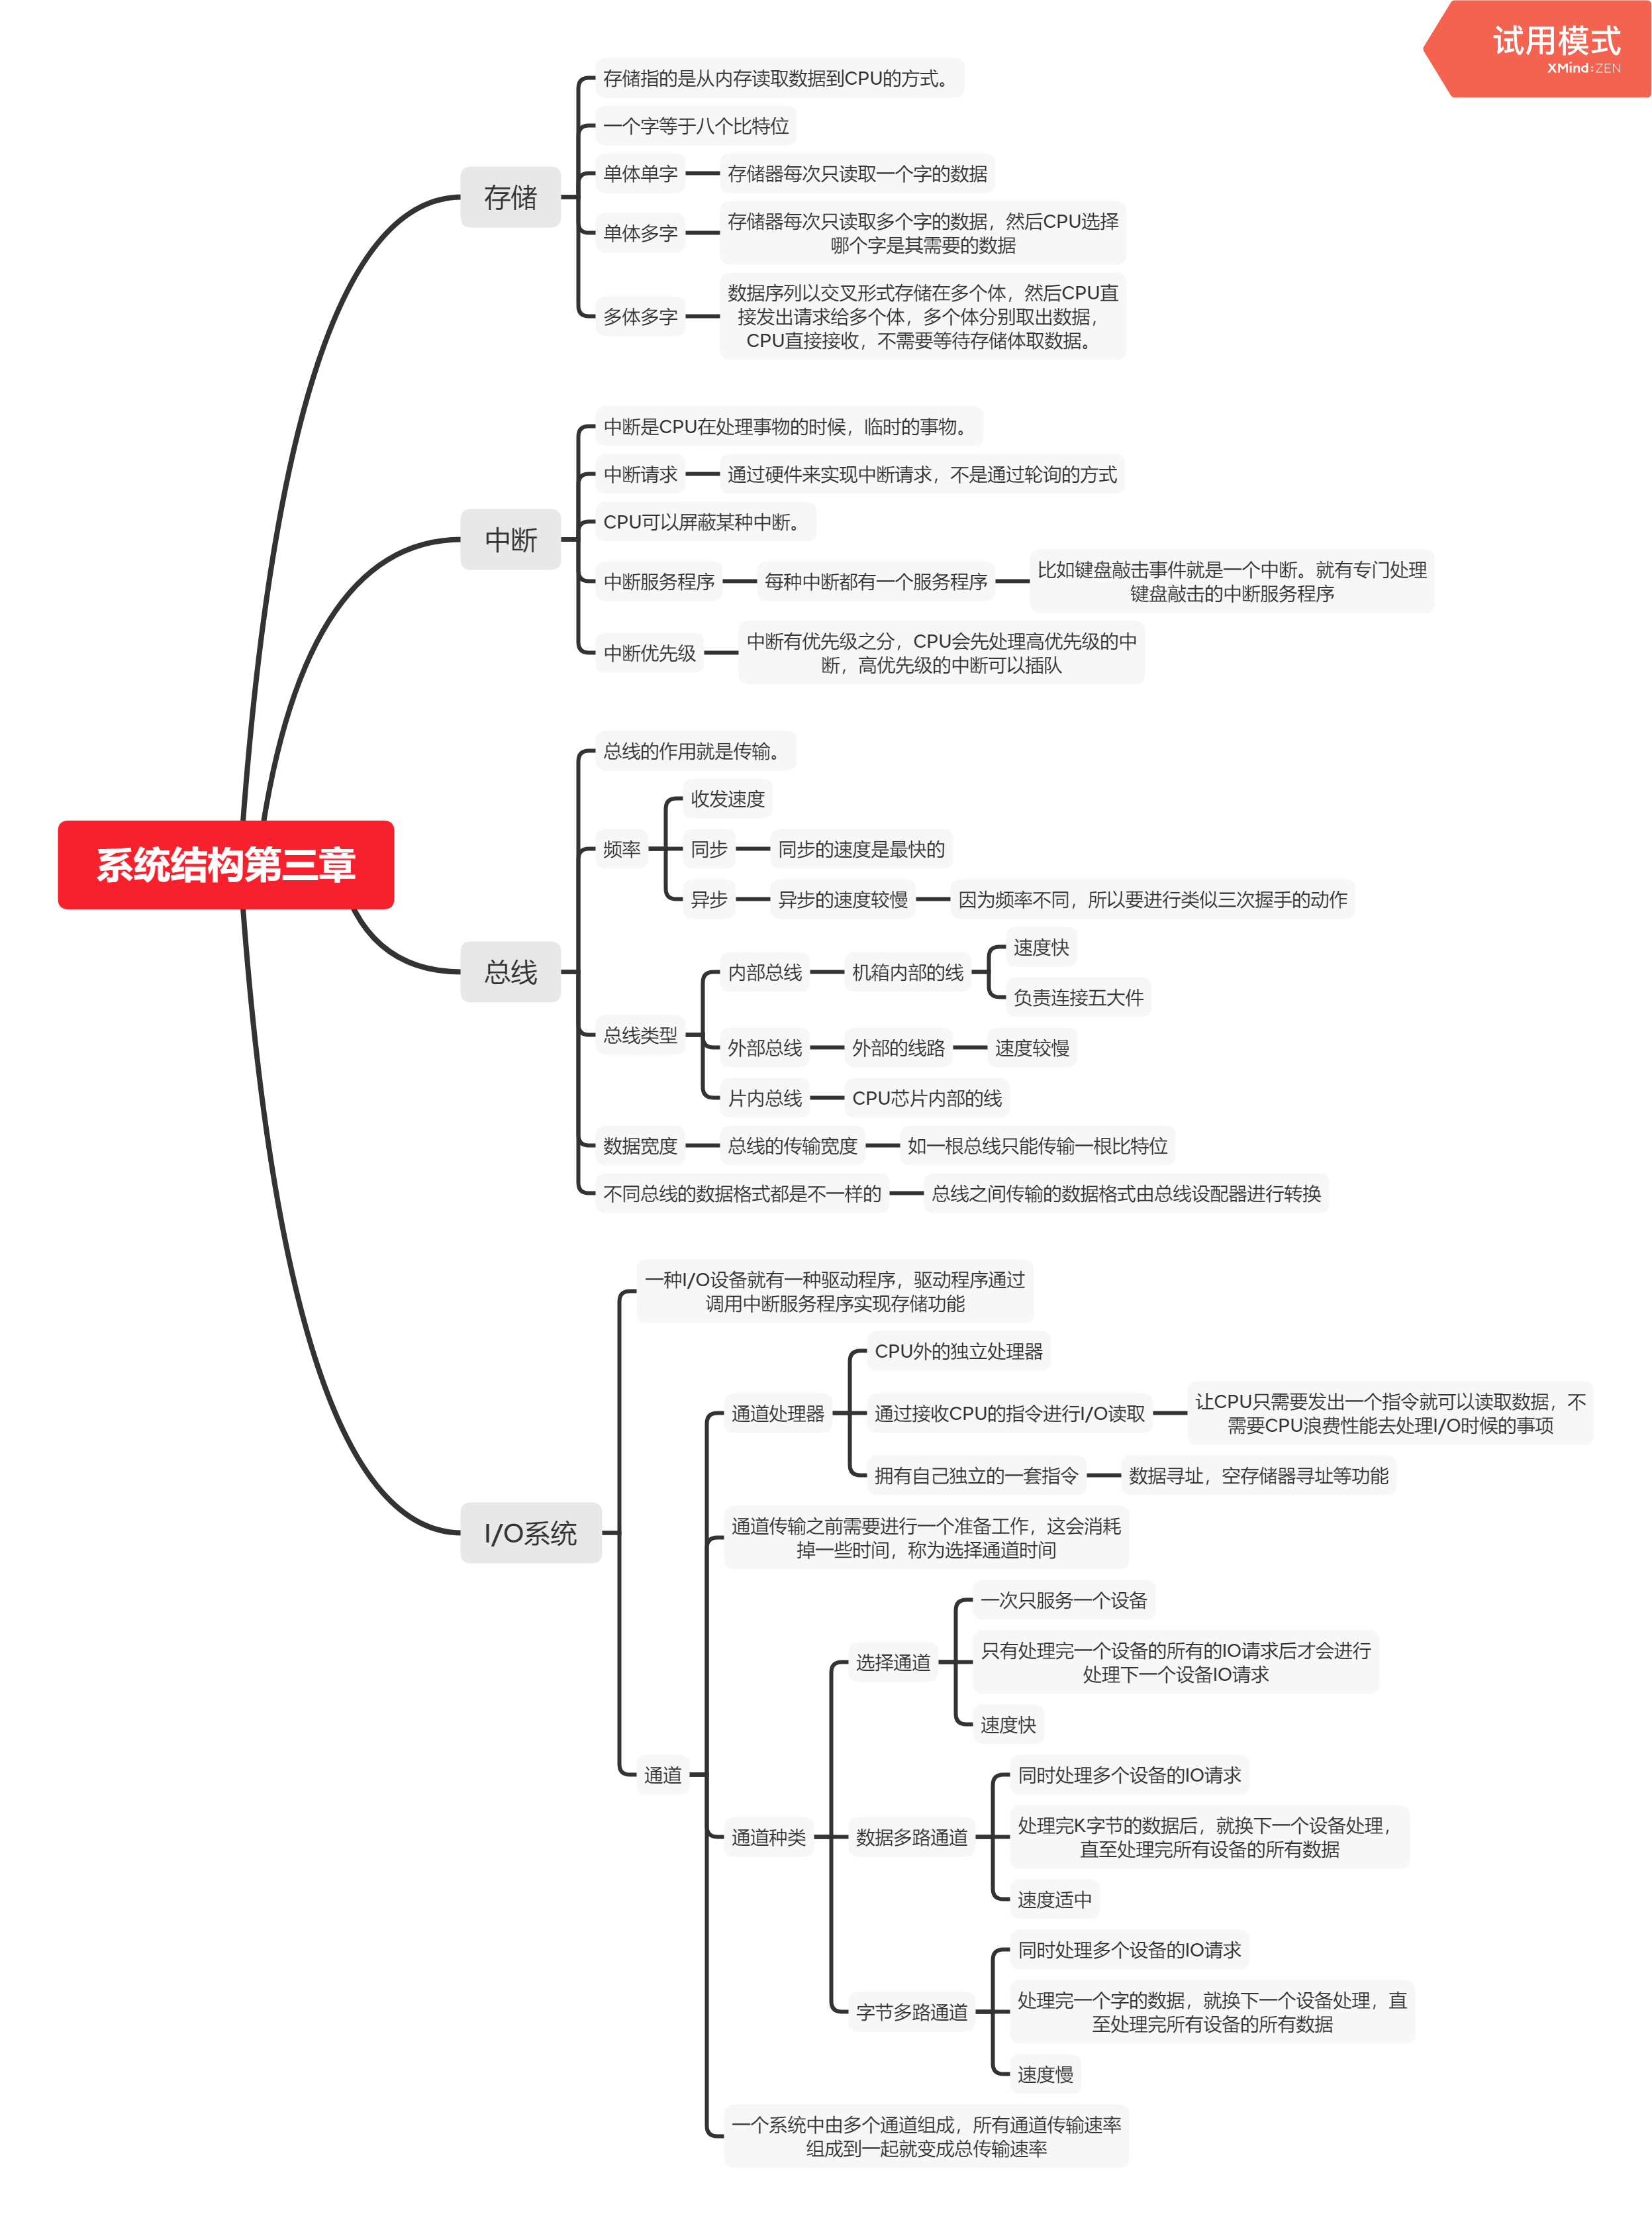 试用模式
XMind:ZEN
系统结构第三章
存储
存储指的是从内存读取数据到CPU的方式。
一个字等于八个比特位
单体单字
存储器每次只读取一个字的数据
单体多字
存储器每次只读取多个字的数据，然后CPU选择
哪个字是其需要的数据
多体多字
数据序列以交叉形式存储在多个体，然后CPU直
接发出请求给多个体，多个体分别取出数据，
CPU直接接收，不需要等待存储体取数据。
中断
中断是CPU在处理事物的时候，临时的事物。
中断请求
通过硬件来实现中断请求，不是通过轮询的方式
CPU可以屏蔽某种中断。
中断服务程序
每种中断都有一个服务程序
比如键盘敲击事件就是一个中断。就有专门处理
键盘敲击的中断服务程序
中断优先级
中断有优先级之分，CPU会先处理高优先级的中
断，高优先级的中断可以插队
总线
总线的作用就是传输。
频率
收发速度
同步
同步的速度是最快的
异步
异步的速度较慢
因为频率不同，所以要进行类似三次握手的动作
总线类型
内部总线
机箱内部的线
速度快
负责连接五大件
外部总线
外部的线路
速度较慢
片内总线
CPU芯片内部的线
数据宽度
总线的传输宽度
如一根总线只能传输一根比特位
不同总线的数据格式都是不一样的
总线之间传输的数据格式由总线设配器进行转换
I/O系统
一种I/O设备就有一种驱动程序，驱动程序通过
调用中断服务程序实现存储功能
通道
通道处理器
CPU外的独立处理器
通过接收CPU的指令进行I/O读取
让CPU只需要发出一个指令就可以读取数据，不
需要CPU浪费性能去处理I/O时候的事项
拥有自己独立的一套指令
数据寻址，空存储器寻址等功能
通道传输之前需要进行一个准备工作，这会消耗
掉一些时间，称为选择通道时间
通道种类
选择通道
一次只服务一个设备
只有处理完一个设备的所有的IO请求后才会进行
处理下一个设备IO请求
速度快
数据多路通道
同时处理多个设备的IO请求
处理完K字节的数据后，就换下一个设备处理，
直至处理完所有设备的所有数据
速度适中
字节多路通道
同时处理多个设备的IO请求
处理完一个字的数据，就换下一个设备处理，直
至处理完所有设备的所有数据
速度慢
一个系统中由多个通道组成，所有通道传输速率
组成到一起就变成总传输速率